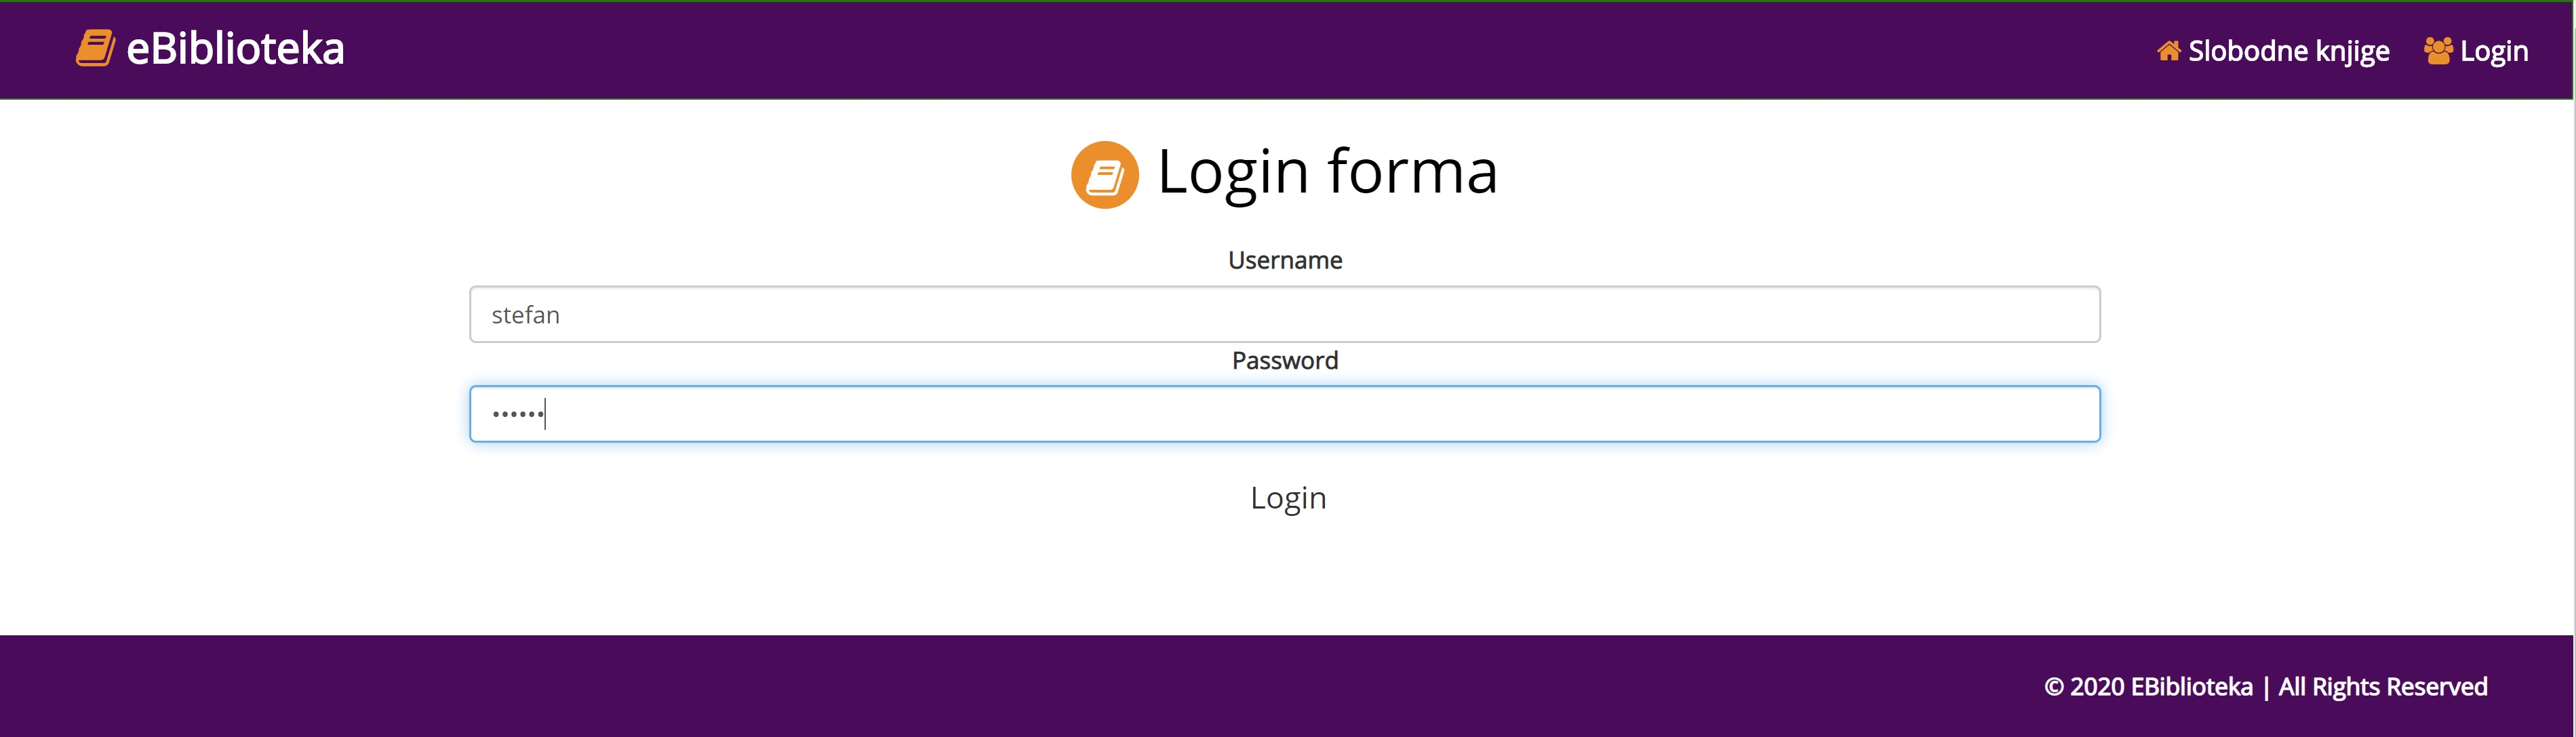 eBiblioteka
Slobodne knjige
Login
Login forma
Username
stefan
Password
••••••
Login
© 2020 EBiblioteka | All Rights Reserved